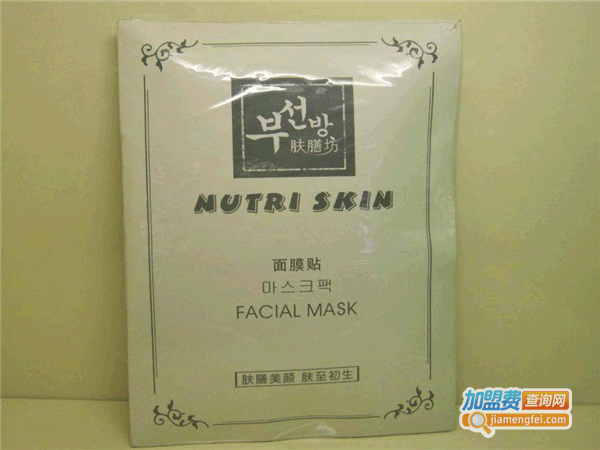 부선방
肤膳坊
NUTRI SKIN
面膜贴
마스크팩
FACIAL MASK
肤膳美颜 肤至初生
加盟费查询网
jiamengfei.com